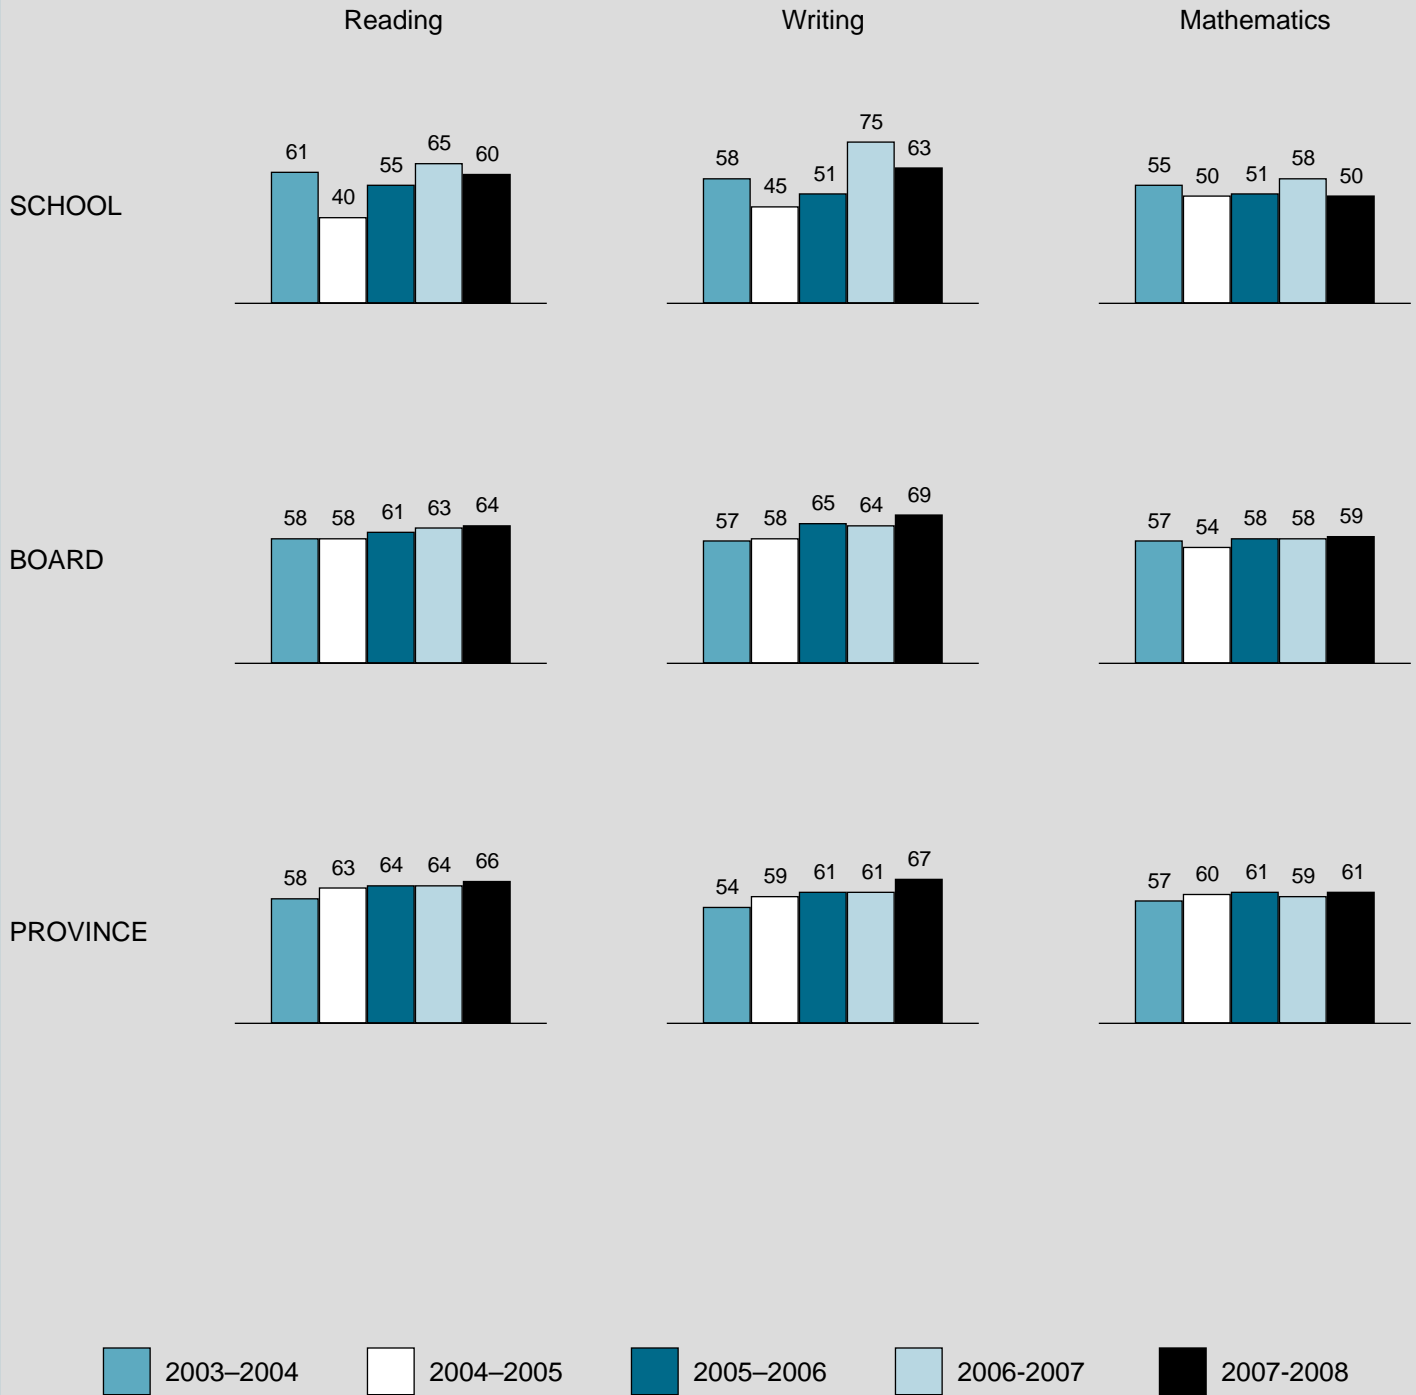 Reading Writing Mathematics
SCHOOL
61 40 55 65 60
58 45 51 75 63
55 50 51 58 50
BOARD
58 58 61 63 64
57 58 65 64 69
57 54 58 58 59
PROVINCE
58 63 64 64 66
54 59 61 61 67
57 60 61 59 61
2003–2004 2004–2005 2005–2006 2006-2007 2007-2008